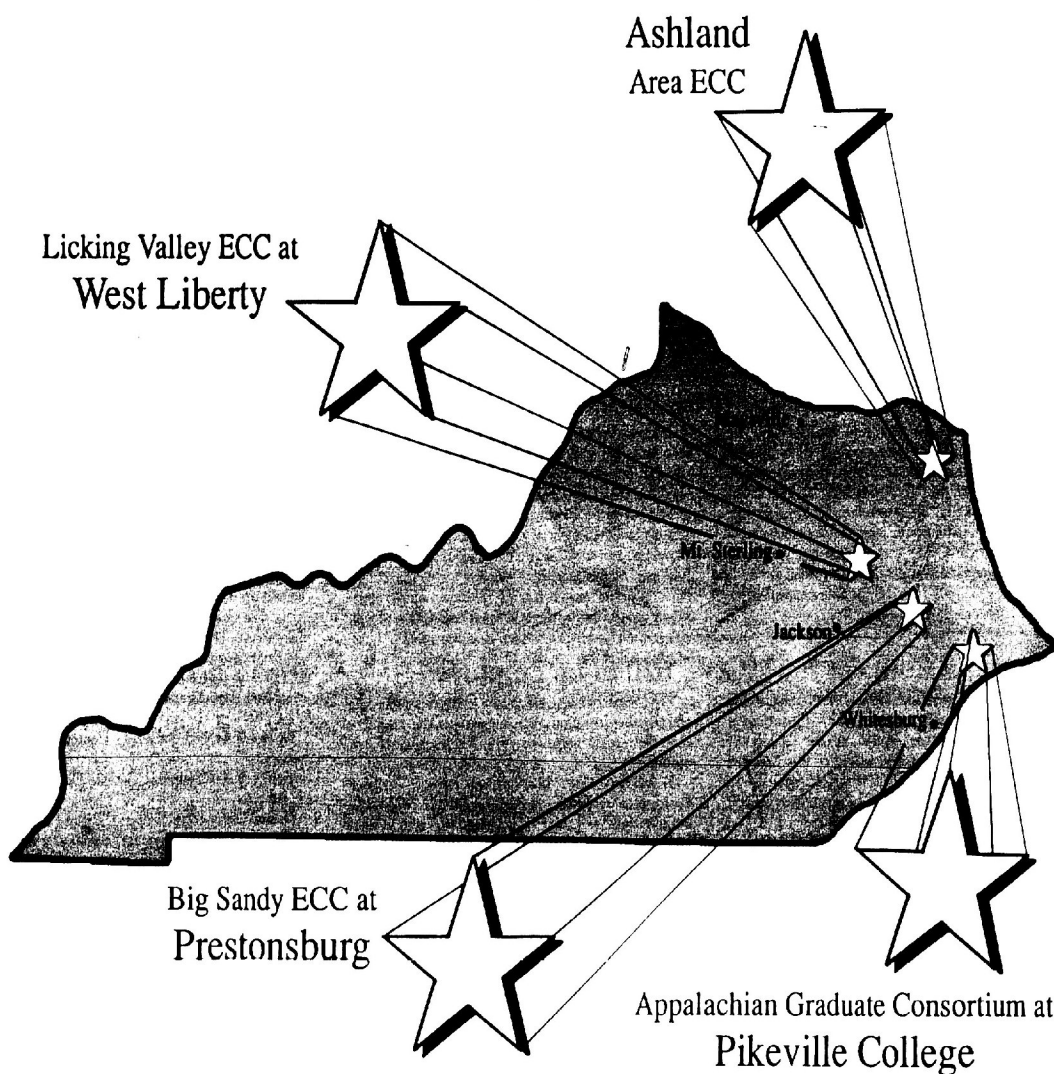 Ashland
Area ECC
Licking Valley ECC at
West Liberty
Mt. Sterling
Jackson
Whitesburg
Big Sandy ECC at
Prestonsburg
Appalachian Graduate Consortium at
Pikeville College